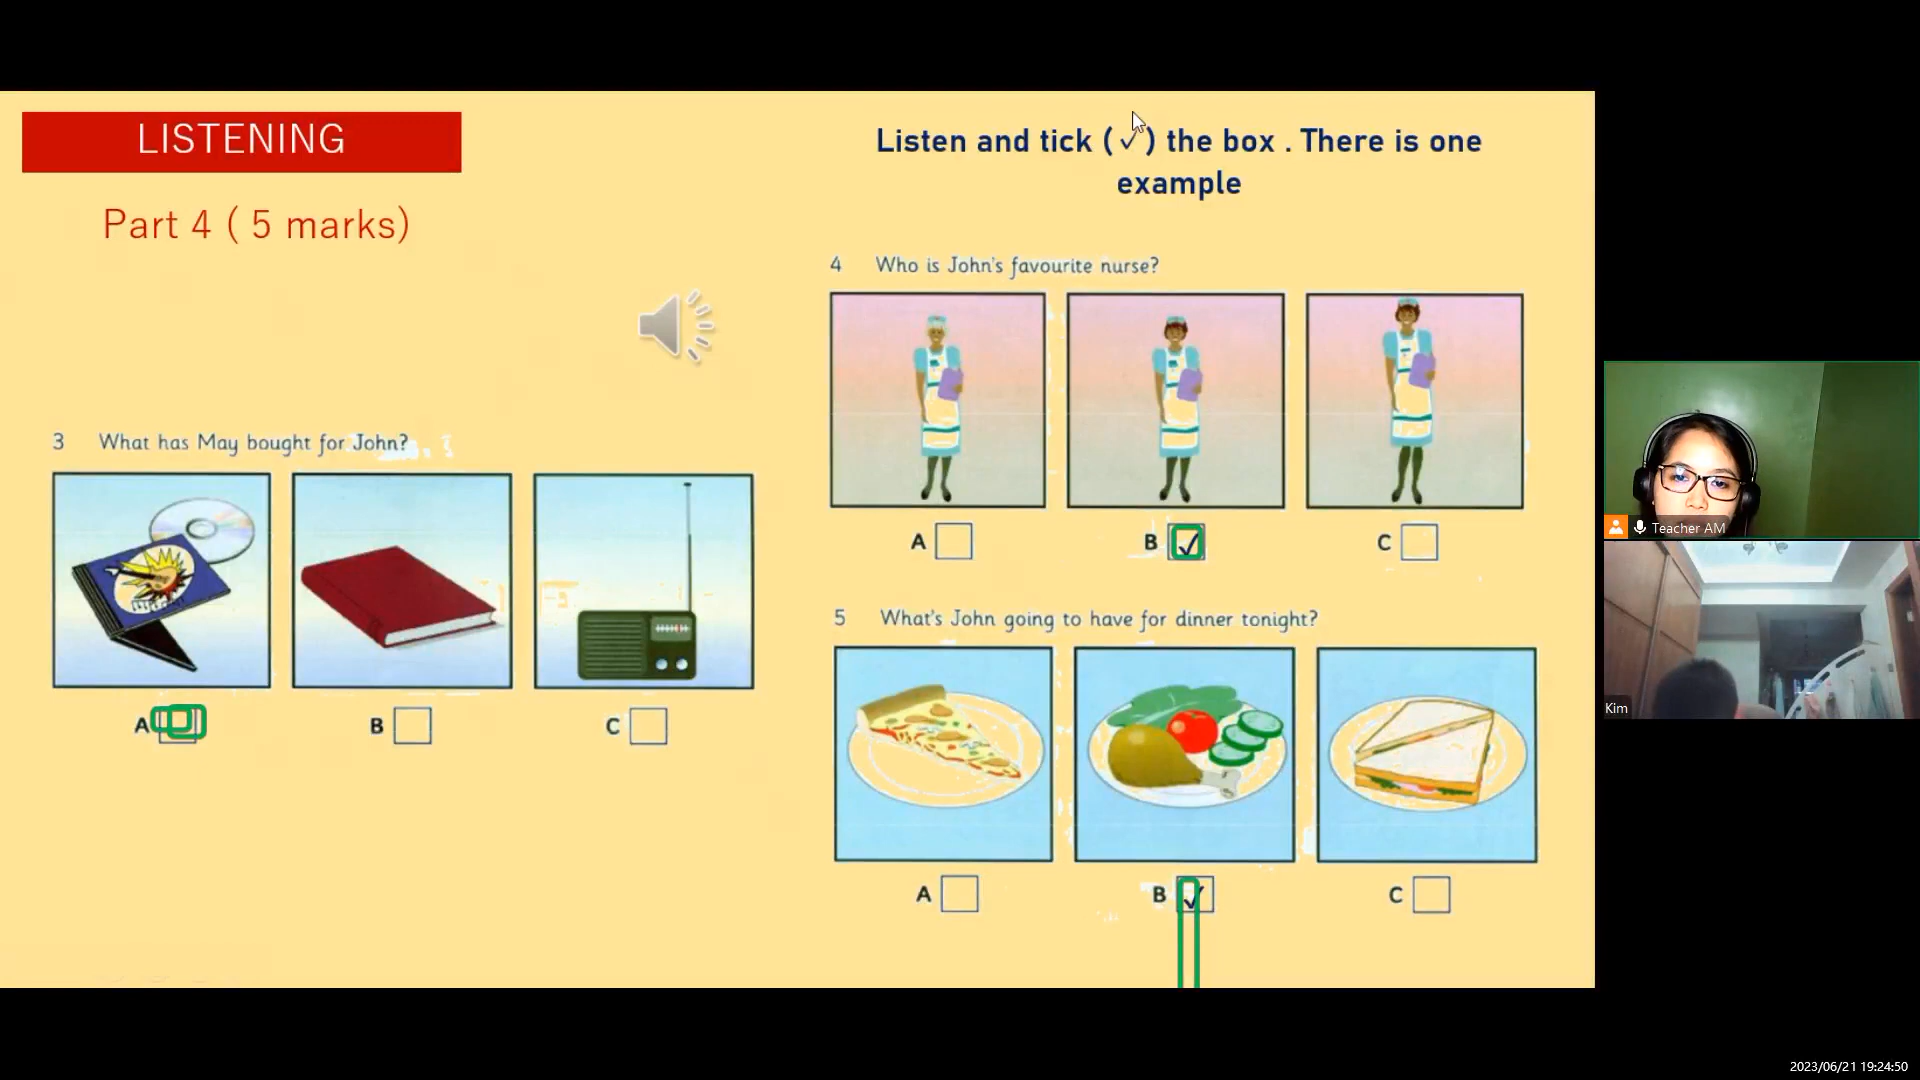 LISTENING
Part 4 ( 5 marks)
Listen and tick (✓) the box . There is one
example
3 What has May bought for John?
A
B
C
4 Who is John's favourite nurse?
A
B ✓
C
5 What's John going to have for dinner tonight?
A
B ✓
C
Teacher AM
Kim
2023/06/21 19:24:50